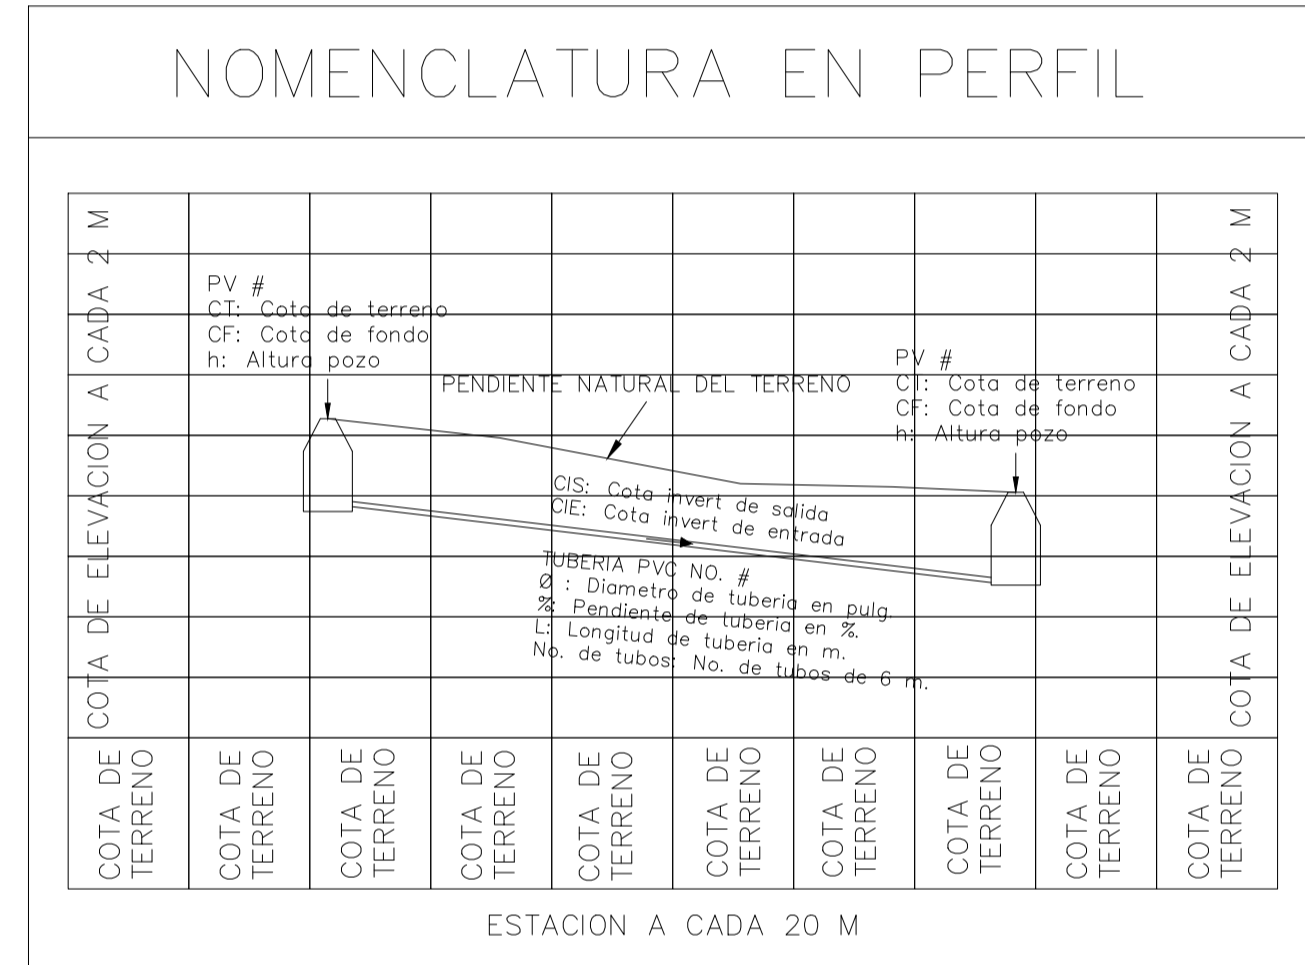 NOMENCLATURA EN PERFIL
COTA DE ELEVACION A CADA 2 M
PV #
CT: Cota de terreno
CF: Cota de fondo
h: Altura pozo
PENDIENTE NATURAL DEL TERRENO
PV #
CT: Cota de terreno
CF: Cota de fondo
h: Altura pozo
COTA DE ELEVACION A CADA 2 M
CIS: Cota invert de salida
CIE: Cota invert de entrada
TUBERIA PVC NO. #
Ø : Diametro de tuberia en pulg.
%: Pendiente de tuberia en %.
L: Longitud de tuberia en m.
No. de tubos: No. de tubos de 6 m.
COTA DE
TERRENO
COTA DE
TERRENO
COTA DE
TERRENO
COTA DE
TERRENO
COTA DE
TERRENO
COTA DE
TERRENO
COTA DE
TERRENO
COTA DE
TERRENO
COTA DE
TERRENO
COTA DE
TERRENO
ESTACION A CADA 20 M